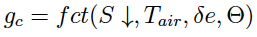 g_c = fct(S ↓, T_air, δe, Θ)